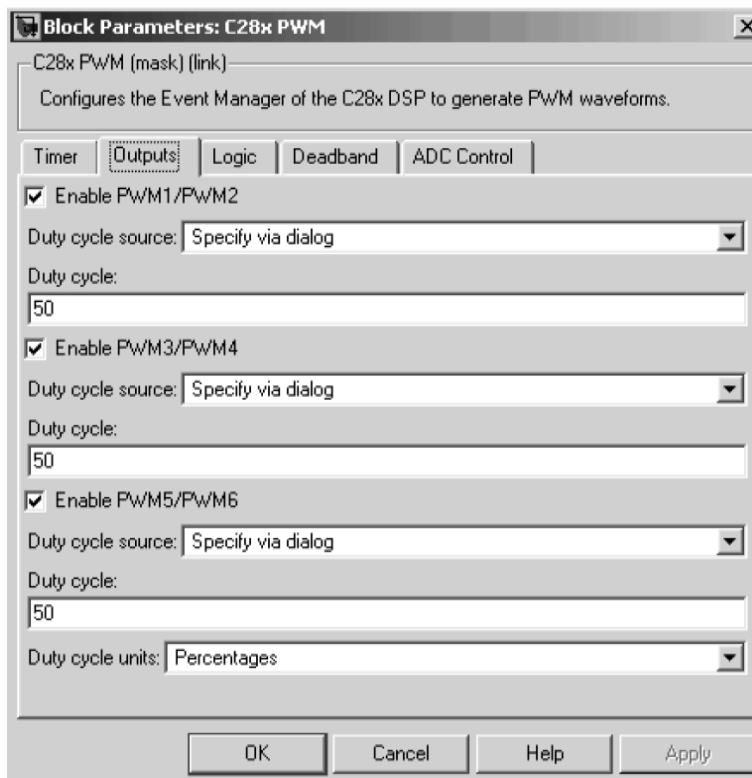 Block Parameters: C28x PWM
C28x PWM (mask) (link)
Configures the Event Manager of the C28x DSP to generate PWM waveforms.
Timer Outputs Logic Deadband ADC Control
Enable PWM1/PWM2
Duty cycle source: Specify via dialog
Duty cycle:
50
Enable PWM3/PWM4
Duty cycle source: Specify via dialog
Duty cycle:
50
Enable PWM5/PWM6
Duty cycle source: Specify via dialog
Duty cycle:
50
Duty cycle units: Percentages
OK Cancel Help Apply